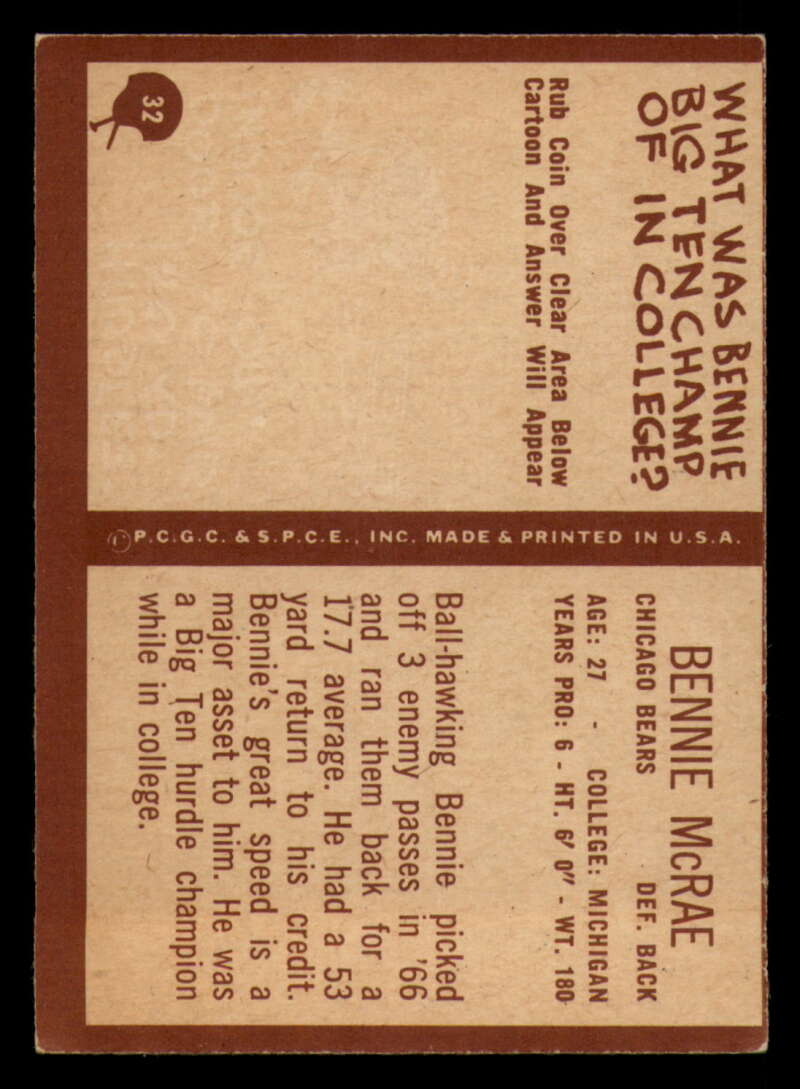 WHAT WAS BENNIE
BIG TEN CHAMP
OF IN COLLEGE?
Rub Coin Over Clear Area Below
Cartoon And Answer Will Appear
32
©P.C.G.C. & S.P.C.E., INC. MADE & PRINTED IN U.S.A.
BENNIE McRAE
CHICAGO BEARS DEF. BACK
AGE: 27 - COLLEGE: MICHIGAN
YEARS PRO: 6 - HT. 6' 0" - WT. 180
Ball-hawking Bennie picked
off 3 enemy passes in '66
and ran them back for a
17.7 average. He had a 53
yard return to his credit.
Bennie's great speed is a
major asset to him. He was
a Big Ten hurdle champion
while in college.